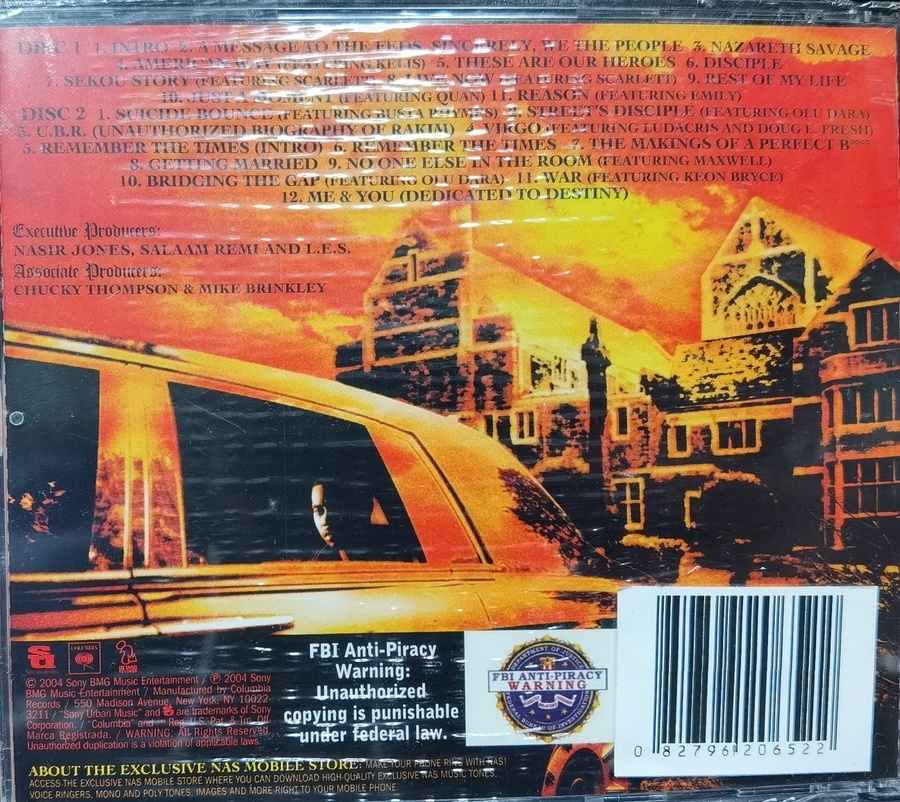 DISC 1  1. INTRO  2. A MESSAGE TO THE FEDS, SINCERELY, WE THE PEOPLE  3. NAZARETH SAVAGE
4. AMERICAN WAY (FEATURING KELIS)  5. THESE ARE OUR HEROES  6. DISCIPLE
7. SEKOU STORY (FEATURING SCARLETT)  8. LIVE NOW (FEATURING SCARLETT)  9. REST OF MY LIFE
10. JUST A MOMENT (FEATURING QUAN)  11. REASON (FEATURING EMILY)
DISC 2  1. SUICIDE BOUNCE (FEATURING BUSTA RHYMES)  2. STREET'S DISCIPLE (FEATURING OLU DARA)
3. U.B.R. (UNAUTHORIZED BIOGRAPHY OF RAKIM)  4. VIRGO (FEATURING LUDACRIS AND DOUG E. FRESH)
5. REMEMBER THE TIMES (INTRO)  6. REMEMBER THE TIMES  7. THE MAKINGS OF A PERFECT B****
8. GETTING MARRIED  9. NO ONE ELSE IN THE ROOM (FEATURING MAXWELL)
10. BRIDGING THE GAP (FEATURING OLU DARA)  11. WAR (FEATURING KEON BRYCE)
12. ME & YOU (DEDICATED TO DESTINY)
Executive Producers:
NASIR JONES, SALAAM REMI AND L.E.S.
Associate Producers:
CHUCKY THOMPSON & MIKE BRINKLEY
COLUMBIA
© 2004 Sony BMG Music Entertainment / ℗ 2004 Sony
BMG Music Entertainment / Manufactured by Columbia
Records / 550 Madison Avenue, New York, NY 10022-
3211 / "Sony Urban Music" and are trademarks of Sony
Corporation. / "Columbia" and Reg. U.S. Pat. & Tm. Off.
Marca Registrada. / WARNING: All Rights Reserved.
Unauthorized duplication is a violation of applicable laws.
FBI Anti-Piracy
Warning:
Unauthorized
copying is punishable
under federal law.
DEPARTMENT OF JUSTICE
FBI ANTI-PIRACY
WARNING
FEDERAL BUREAU OF INVESTIGATION
0 82796 20652 2
ABOUT THE EXCLUSIVE NAS MOBILE STORE: MAKE YOUR PHONE RING WITH NAS!
ACCESS THE EXCLUSIVE NAS MOBILE STORE WHERE YOU CAN DOWNLOAD HIGH-QUALITY EXCLUSIVE NAS MUSIC TONES,
VOICE RINGERS, MONO AND POLY TONES, IMAGES AND MORE RIGHT TO YOUR MOBILE PHONE.